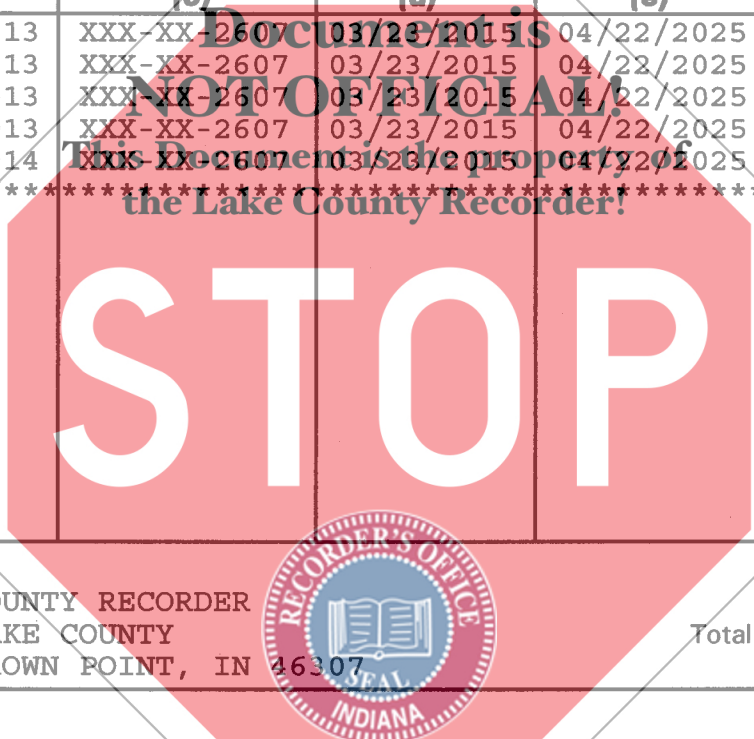 13 XXX-XX-2607 03/23/2015 04/22/2025
Document is
13 XXX-XX-2607 03/23/2015 04/22/2025
13 XXX-XX-2607 03/23/2015 04/22/2025
NOT OFFICIAL!
13 XXX-XX-2607 03/23/2015 04/22/2025
14 XXX-XX-2607 03/23/2015 04/22/2025
This Document is the property of
the Lake County Recorder!
STOP
RECORDER'S OFFICE
SEAL
INDIANA
OUNTY RECORDER
AKE COUNTY
Total
OWN POINT, IN 46307